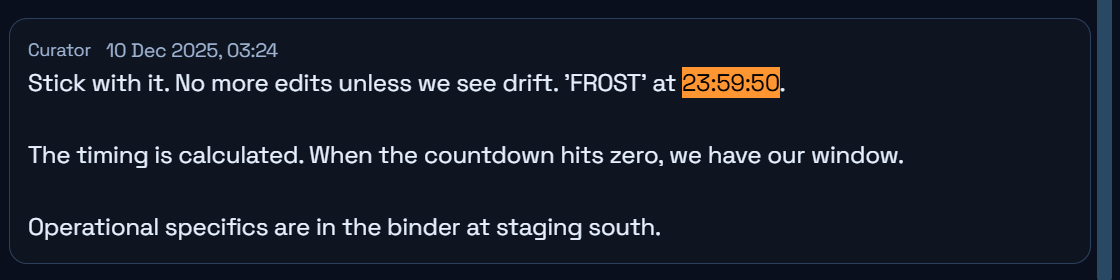 Curator 10 Dec 2025, 03:24
Stick with it. No more edits unless we see drift. 'FROST' at 23:59:50.
The timing is calculated. When the countdown hits zero, we have our window.
Operational specifics are in the binder at staging south.